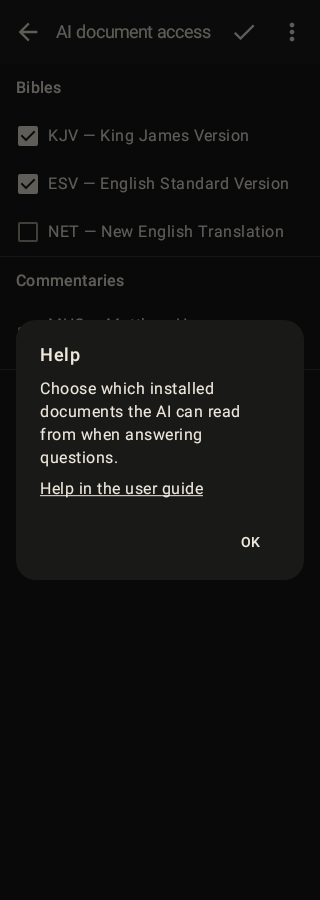 AI document access
Bibles
KJV — King James Version
ESV — English Standard Version
NET — New English Translation
Commentaries
Help
Choose which installed
documents the AI can read
from when answering
questions.
Help in the user guide
OK